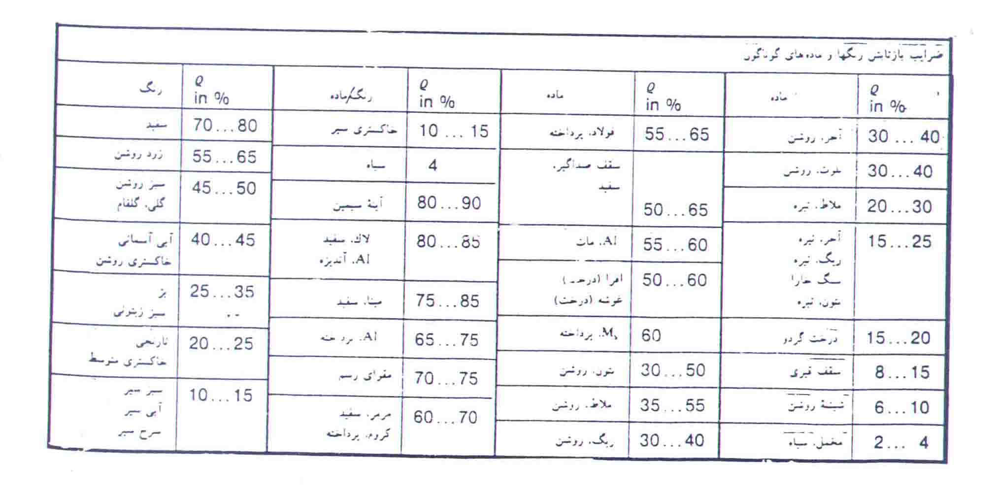 ضرایب بازتابش رنگها و ماده‌های گوناگون
رنگ
ϱ
in %
رنگ/ماده
ϱ
in %
ماده
ϱ
in %
ماده
ϱ
in %
سفید
70...80
زرد روشن
55...65
سبز روشن
45...50
گلی، گلفام
آبی آسمانی
40...45
خاکستری روشن
بژ
25...35
سبز زیتونی
نارنجی
20...25
خاکستری متوسط
سبز سیر
10...15
آبی سیر
سرخ سیر
خاکستری سیر
10 ... 15
سیاه
4
آینهٔ سیمین
80...90
لاک، سفید
80...85
Al، آندیزه
مینا، سفید
75...85
Al، پرداخته
65...75
مقوای رسم
70...75
مرمر، سفید
60...70
کروم، پرداخته
فولاد، پرداخته
55...65
سقف صداگیر،
سفید
50...65
Al، مات
55...60
افرا (درخت)
50...60
غوشه (درخت)
Ms، پرداخته
60
بتون، روشن
30...50
ملاط، روشن
35...55
ریگ، روشن
30...40
آجر، روشن
30 ... 40
بلوت، روشن
30...40
ملاط، تیره
20...30
آجر، تیره
15...25
ریگ، تیره
سنگ خارا
بتون، تیره
درخت گردو
15...20
سقف قیری
8...15
شیشهٔ روشن
6...10
مخمل، سیاه
2... 4